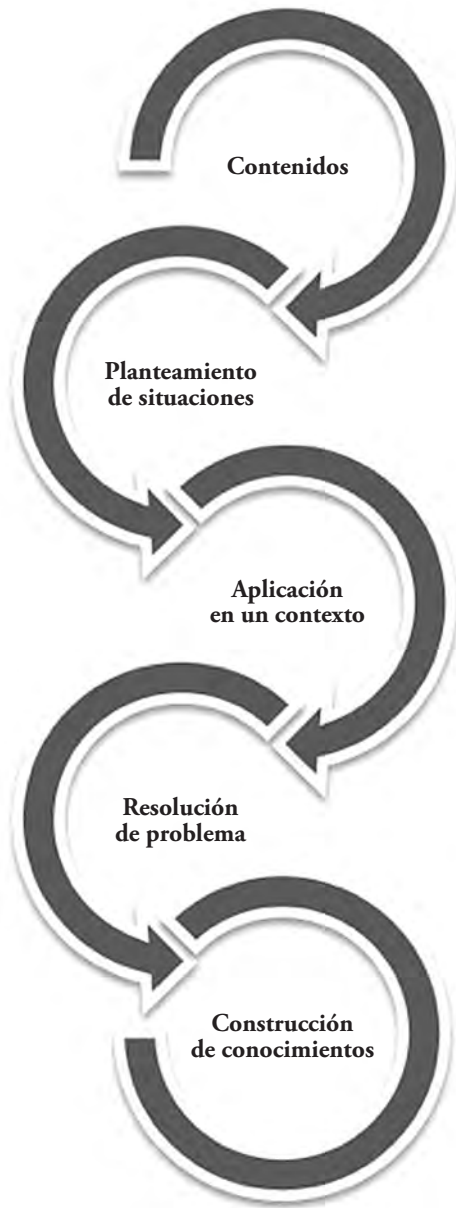 Contenidos
Planteamiento
de situaciones
Aplicación
en un contexto
Resolución
de problema
Construcción
de conocimientos